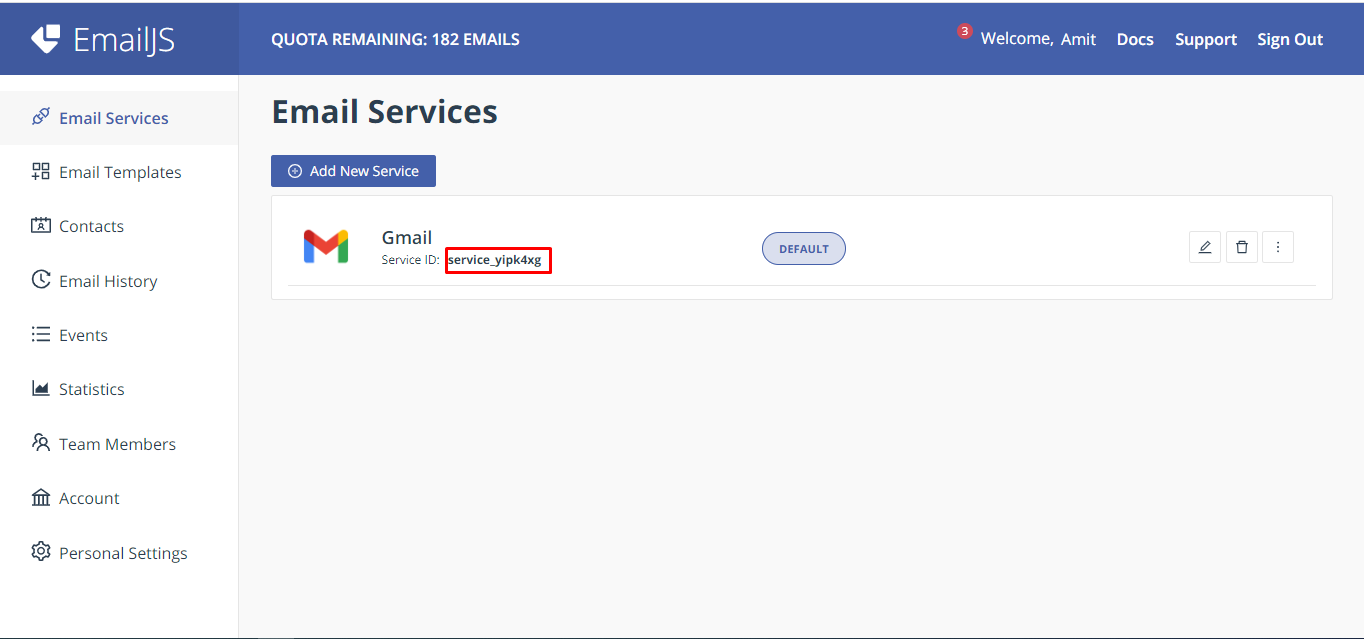 EmailJS
QUOTA REMAINING: 182 EMAILS
3
Welcome, Amit
Docs
Support
Sign Out
Email Services
Email Templates
Contacts
Email History
Events
Statistics
Team Members
Account
Personal Settings
Email Services
Add New Service
Gmail
Service ID: service_yipk4xg
DEFAULT